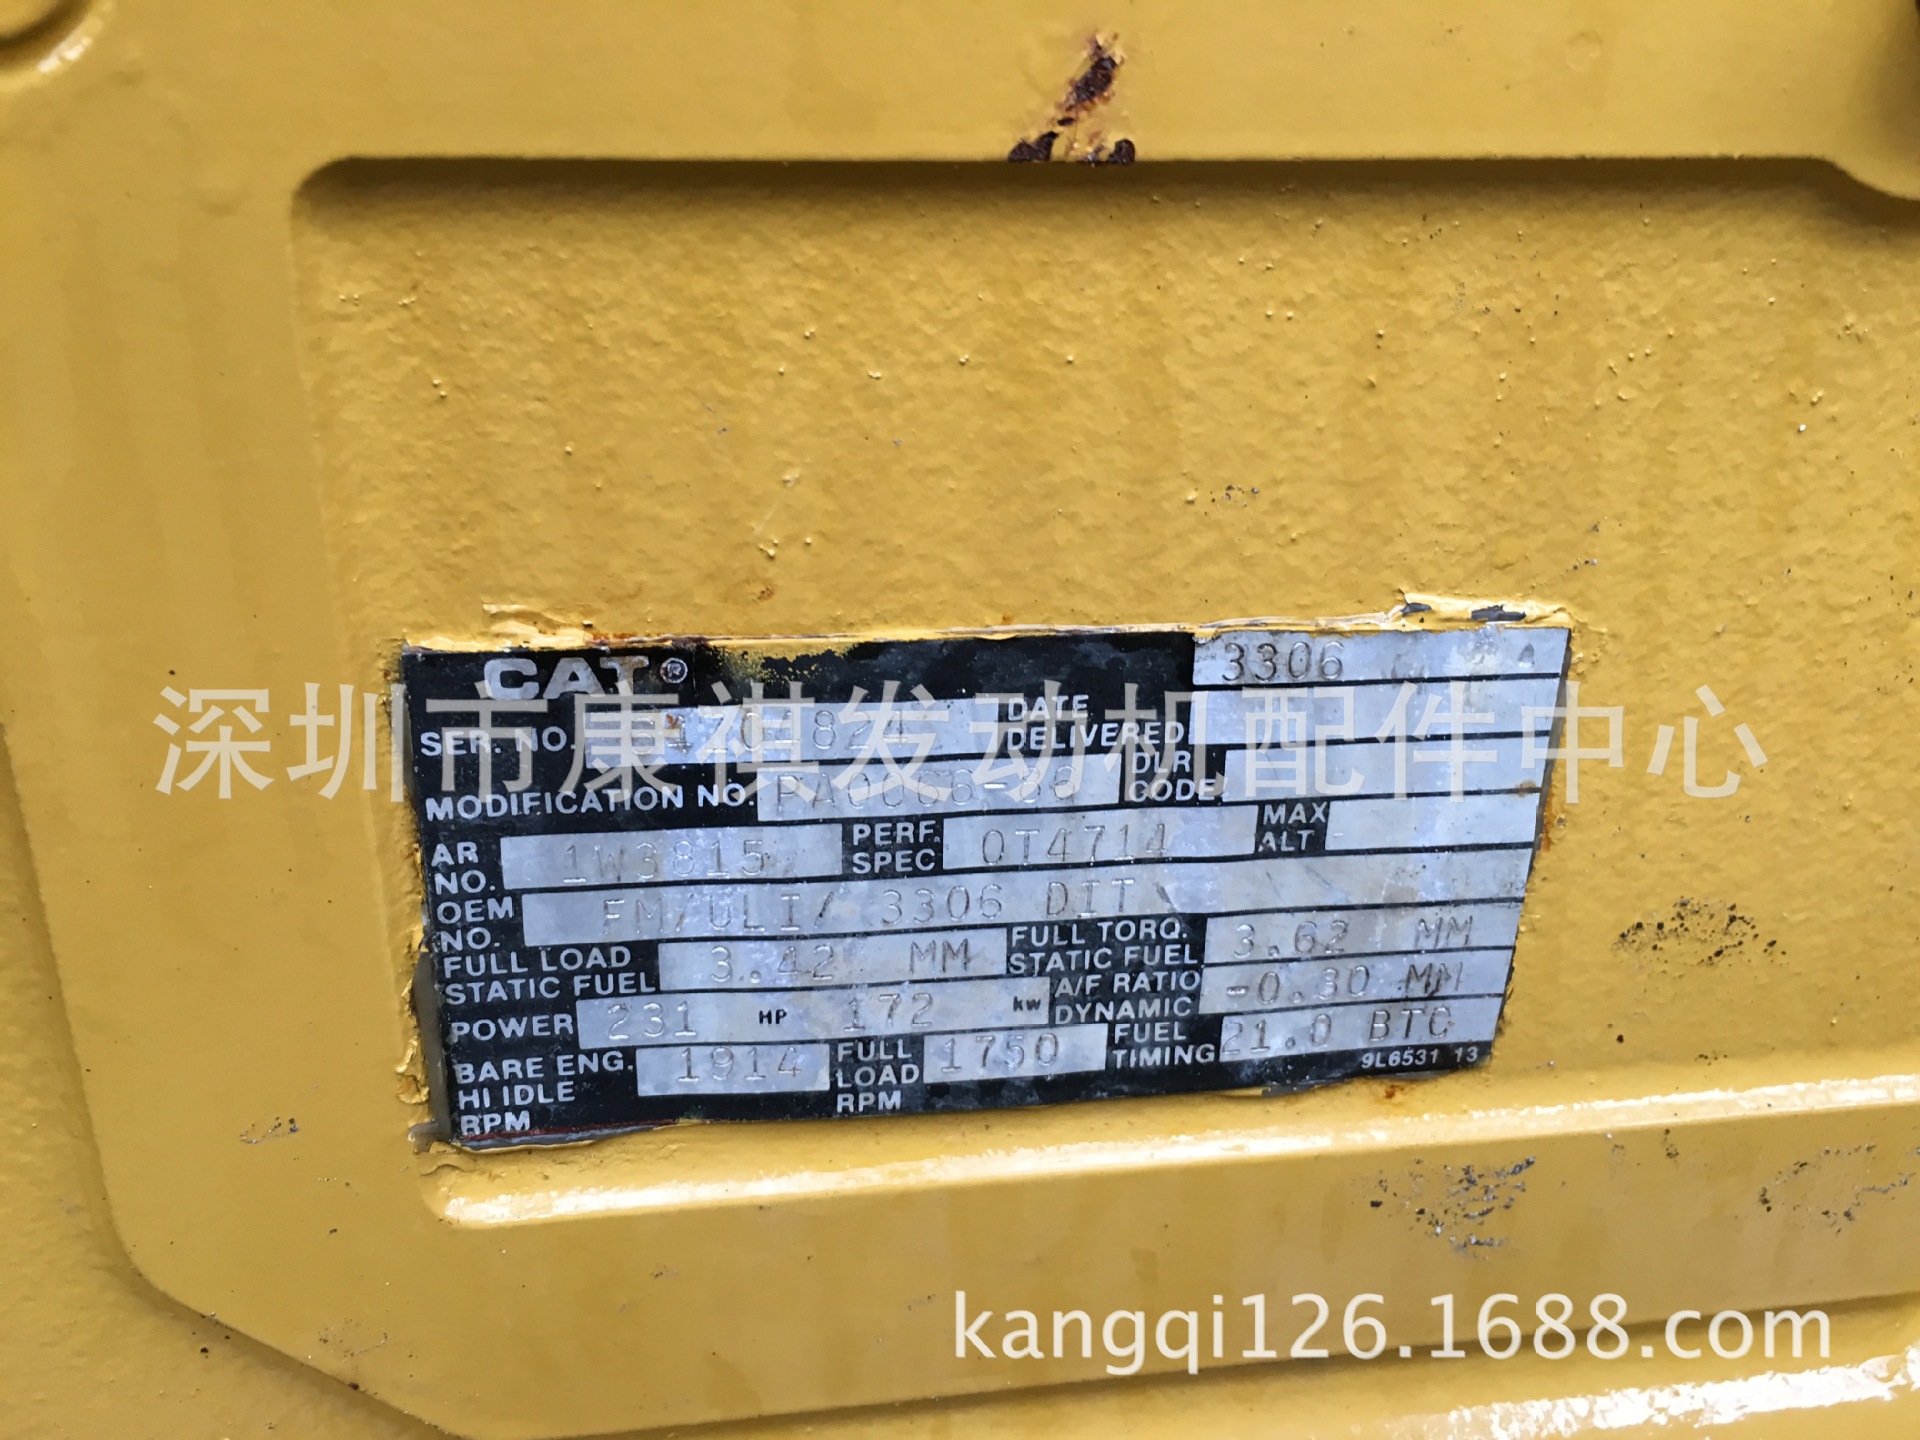 CAT® 3306
SER. NO. DATE DELIVERED
深圳市康祺发动机配件中心
MODIFICATION NO. DLR CODE
AR NO. 1W3815 PERF. SPEC 0T4714 MAX ALT
OEM NO. FM/ULI/ 3306 DIT
FULL LOAD STATIC FUEL 3.42 MM FULL TORQ. STATIC FUEL 3.62 MM
POWER 231 HP 172 kw A/F RATIO DYNAMIC -0.30 MM
BARE ENG. HI IDLE RPM 1914 FULL LOAD RPM 1750 FUEL TIMING 21.0 BTC
9L6531 13
kangqi126.1688.com